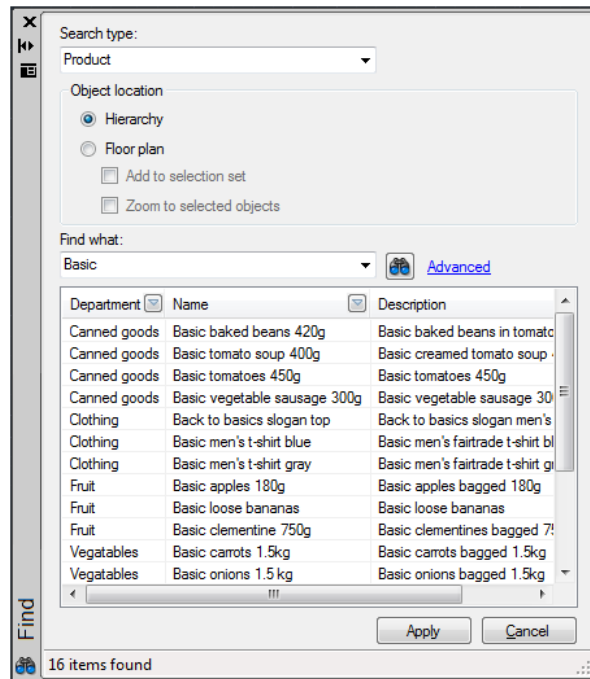 Search type:
Product
Object location
Hierarchy
Floor plan
Add to selection set
Zoom to selected objects
Find what:
Basic Advanced
Department Name Description
Canned goods Basic baked beans 420g Basic baked beans in tomato
Canned goods Basic tomato soup 400g Basic creamed tomato soup
Canned goods Basic tomatoes 450g Basic tomatoes 450g
Canned goods Basic vegetable sausage 300g Basic vegetable sausage 30
Clothing Back to basics slogan top Back to basics slogan men's
Clothing Basic men's t-shirt blue Basic men's fairtrade t-shirt bl
Clothing Basic men's t-shirt gray Basic men's fairtrade t-shirt
Fruit Basic apples 180g Basic apples bagged 180g
Fruit Basic loose bananas Basic loose bananas
Fruit Basic clementine 750g Basic clementines bagged
Vegatables Basic carrots 1.5kg Basic carrots bagged 1.5kg
Vegatables Basic onions 1.5 kg Basic onions bagged 1.5kg
Apply Cancel
Find
16 items found